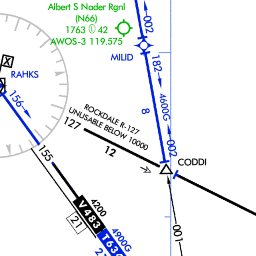 Albert S Nader Rgnl
(N66)
1763 42
AWOS-3 119.575
002
MILID
182
4600G
8
002
RAHKS
156
ROCKDALE R-127
UNUSABLE BELOW 10000
127
12
CODDI
155
4200
V483
21
4900G
T63
001